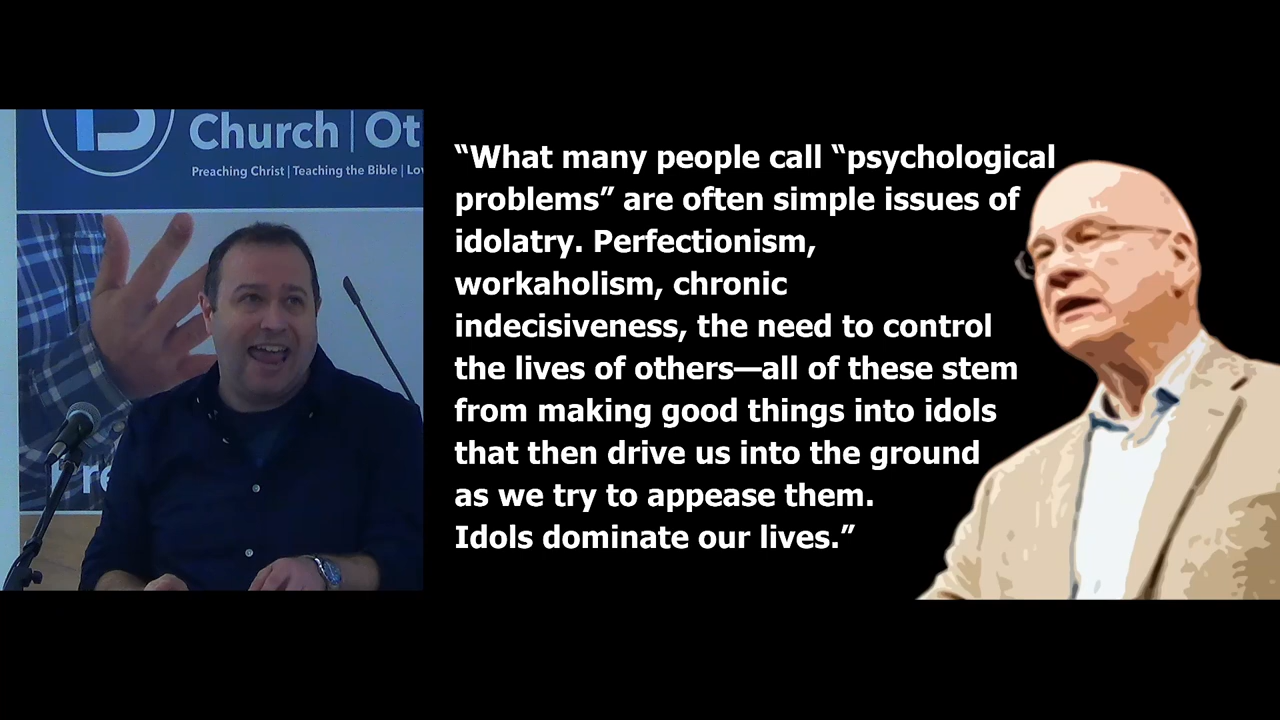 Church | Ot
Preaching Christ | Teaching the Bible | Lov
“What many people call “psychological
problems” are often simple issues of
idolatry. Perfectionism,
workaholism, chronic
indecisiveness, the need to control
the lives of others—all of these stem
from making good things into idols
that then drive us into the ground
as we try to appease them.
Idols dominate our lives.”